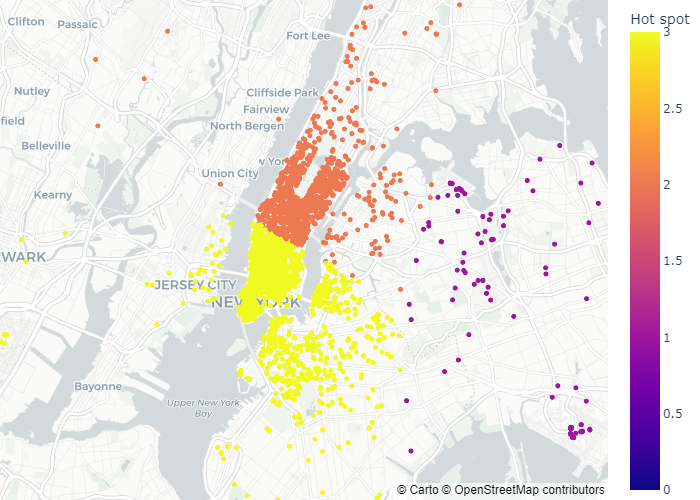 Hot spot
3
2.5
2
1.5
1
0.5
0
Clifton
Passaic
Fort Lee
Nutley
Cliffside Park
Fairview
North Bergen
field
Belleville
w Yor
Union City
Kearny
WARK
JERSEY CITY
NEW YORK
Bayonne
Upper New York
Bay
© Carto © OpenStreetMap contributors